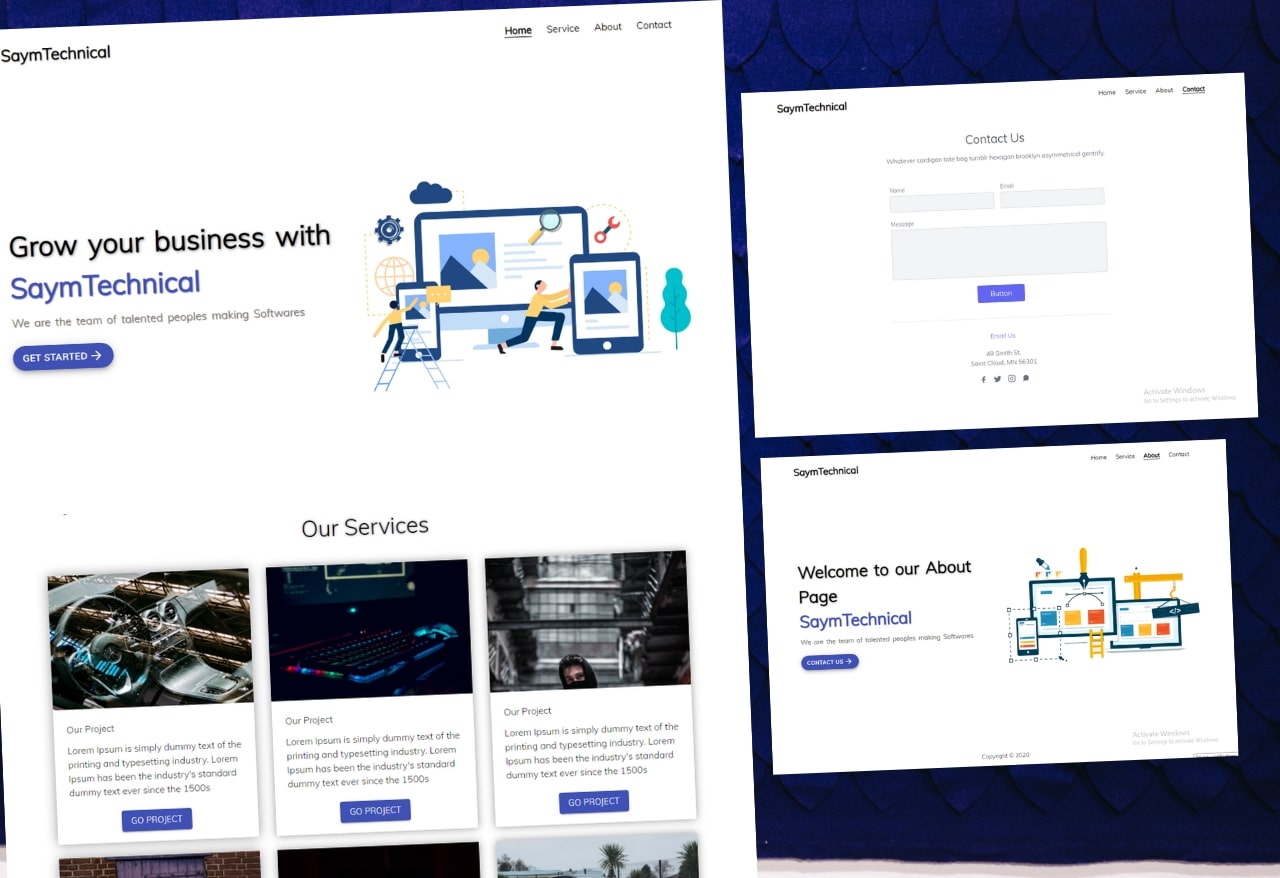 SaymTechnical
Home Service About Contact
Grow your business with
SaymTechnical
We are the team of talented peoples making Softwares
GET STARTED →
Our Services
Our Project
Lorem Ipsum is simply dummy text of the
printing and typesetting industry. Lorem
Ipsum has been the industry's standard
dummy text ever since the 1500s
GO PROJECT
Our Project
Lorem Ipsum is simply dummy text of the
printing and typesetting industry. Lorem
Ipsum has been the industry's standard
dummy text ever since the 1500s
GO PROJECT
Our Project
Lorem Ipsum is simply dummy text of the
printing and typesetting industry. Lorem
Ipsum has been the industry's standard
dummy text ever since the 1500s
GO PROJECT
SaymTechnical
Home Service About Contact
Contact Us
Whatever cardigan tote bag tumblr hexagon brooklyn asymmetrical gentrify.
Name
Email
Message
Button
Email Us
49 Smith St.
Saint Cloud, MN 56301
Activate Windows
Go to Settings to activate Windows.
SaymTechnical
Home Service About Contact
Welcome to our About
Page
SaymTechnical
We are the team of talented peoples making Softwares
CONTACT US →
</>
Activate Windows
Go to Settings to activate Windows.
Copyright © 2020